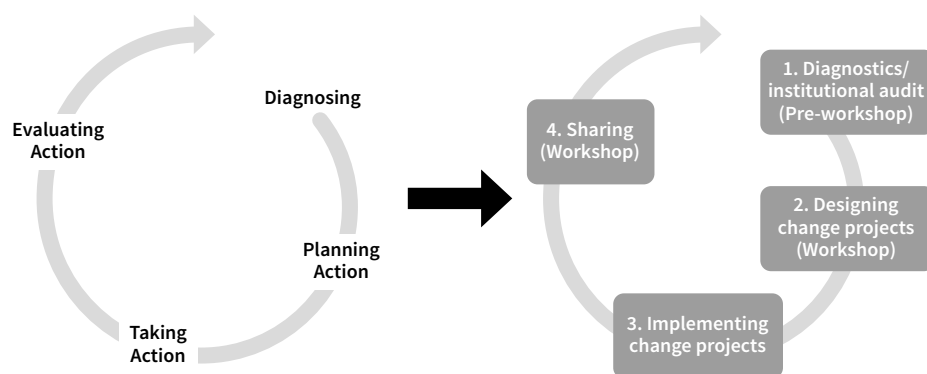 Diagnosing
Planning
Action
Taking
Action
Evaluating
Action
1. Diagnostics/
institutional audit
(Pre-workshop)
2. Designing
change projects
(Workshop)
3. Implementing
change projects
4. Sharing
(Workshop)